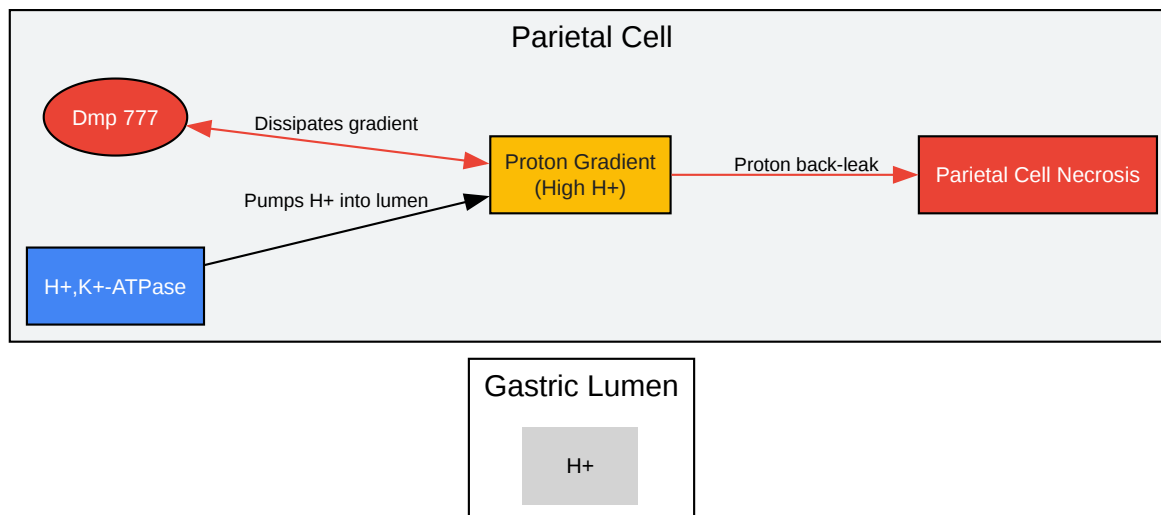 Parietal Cell
Dmp 777
Dissipates gradient
Proton Gradient
(High H+)
Proton back-leak
Parietal Cell Necrosis
Pumps H+ into lumen
H+,K+-ATPase
Gastric Lumen
H+